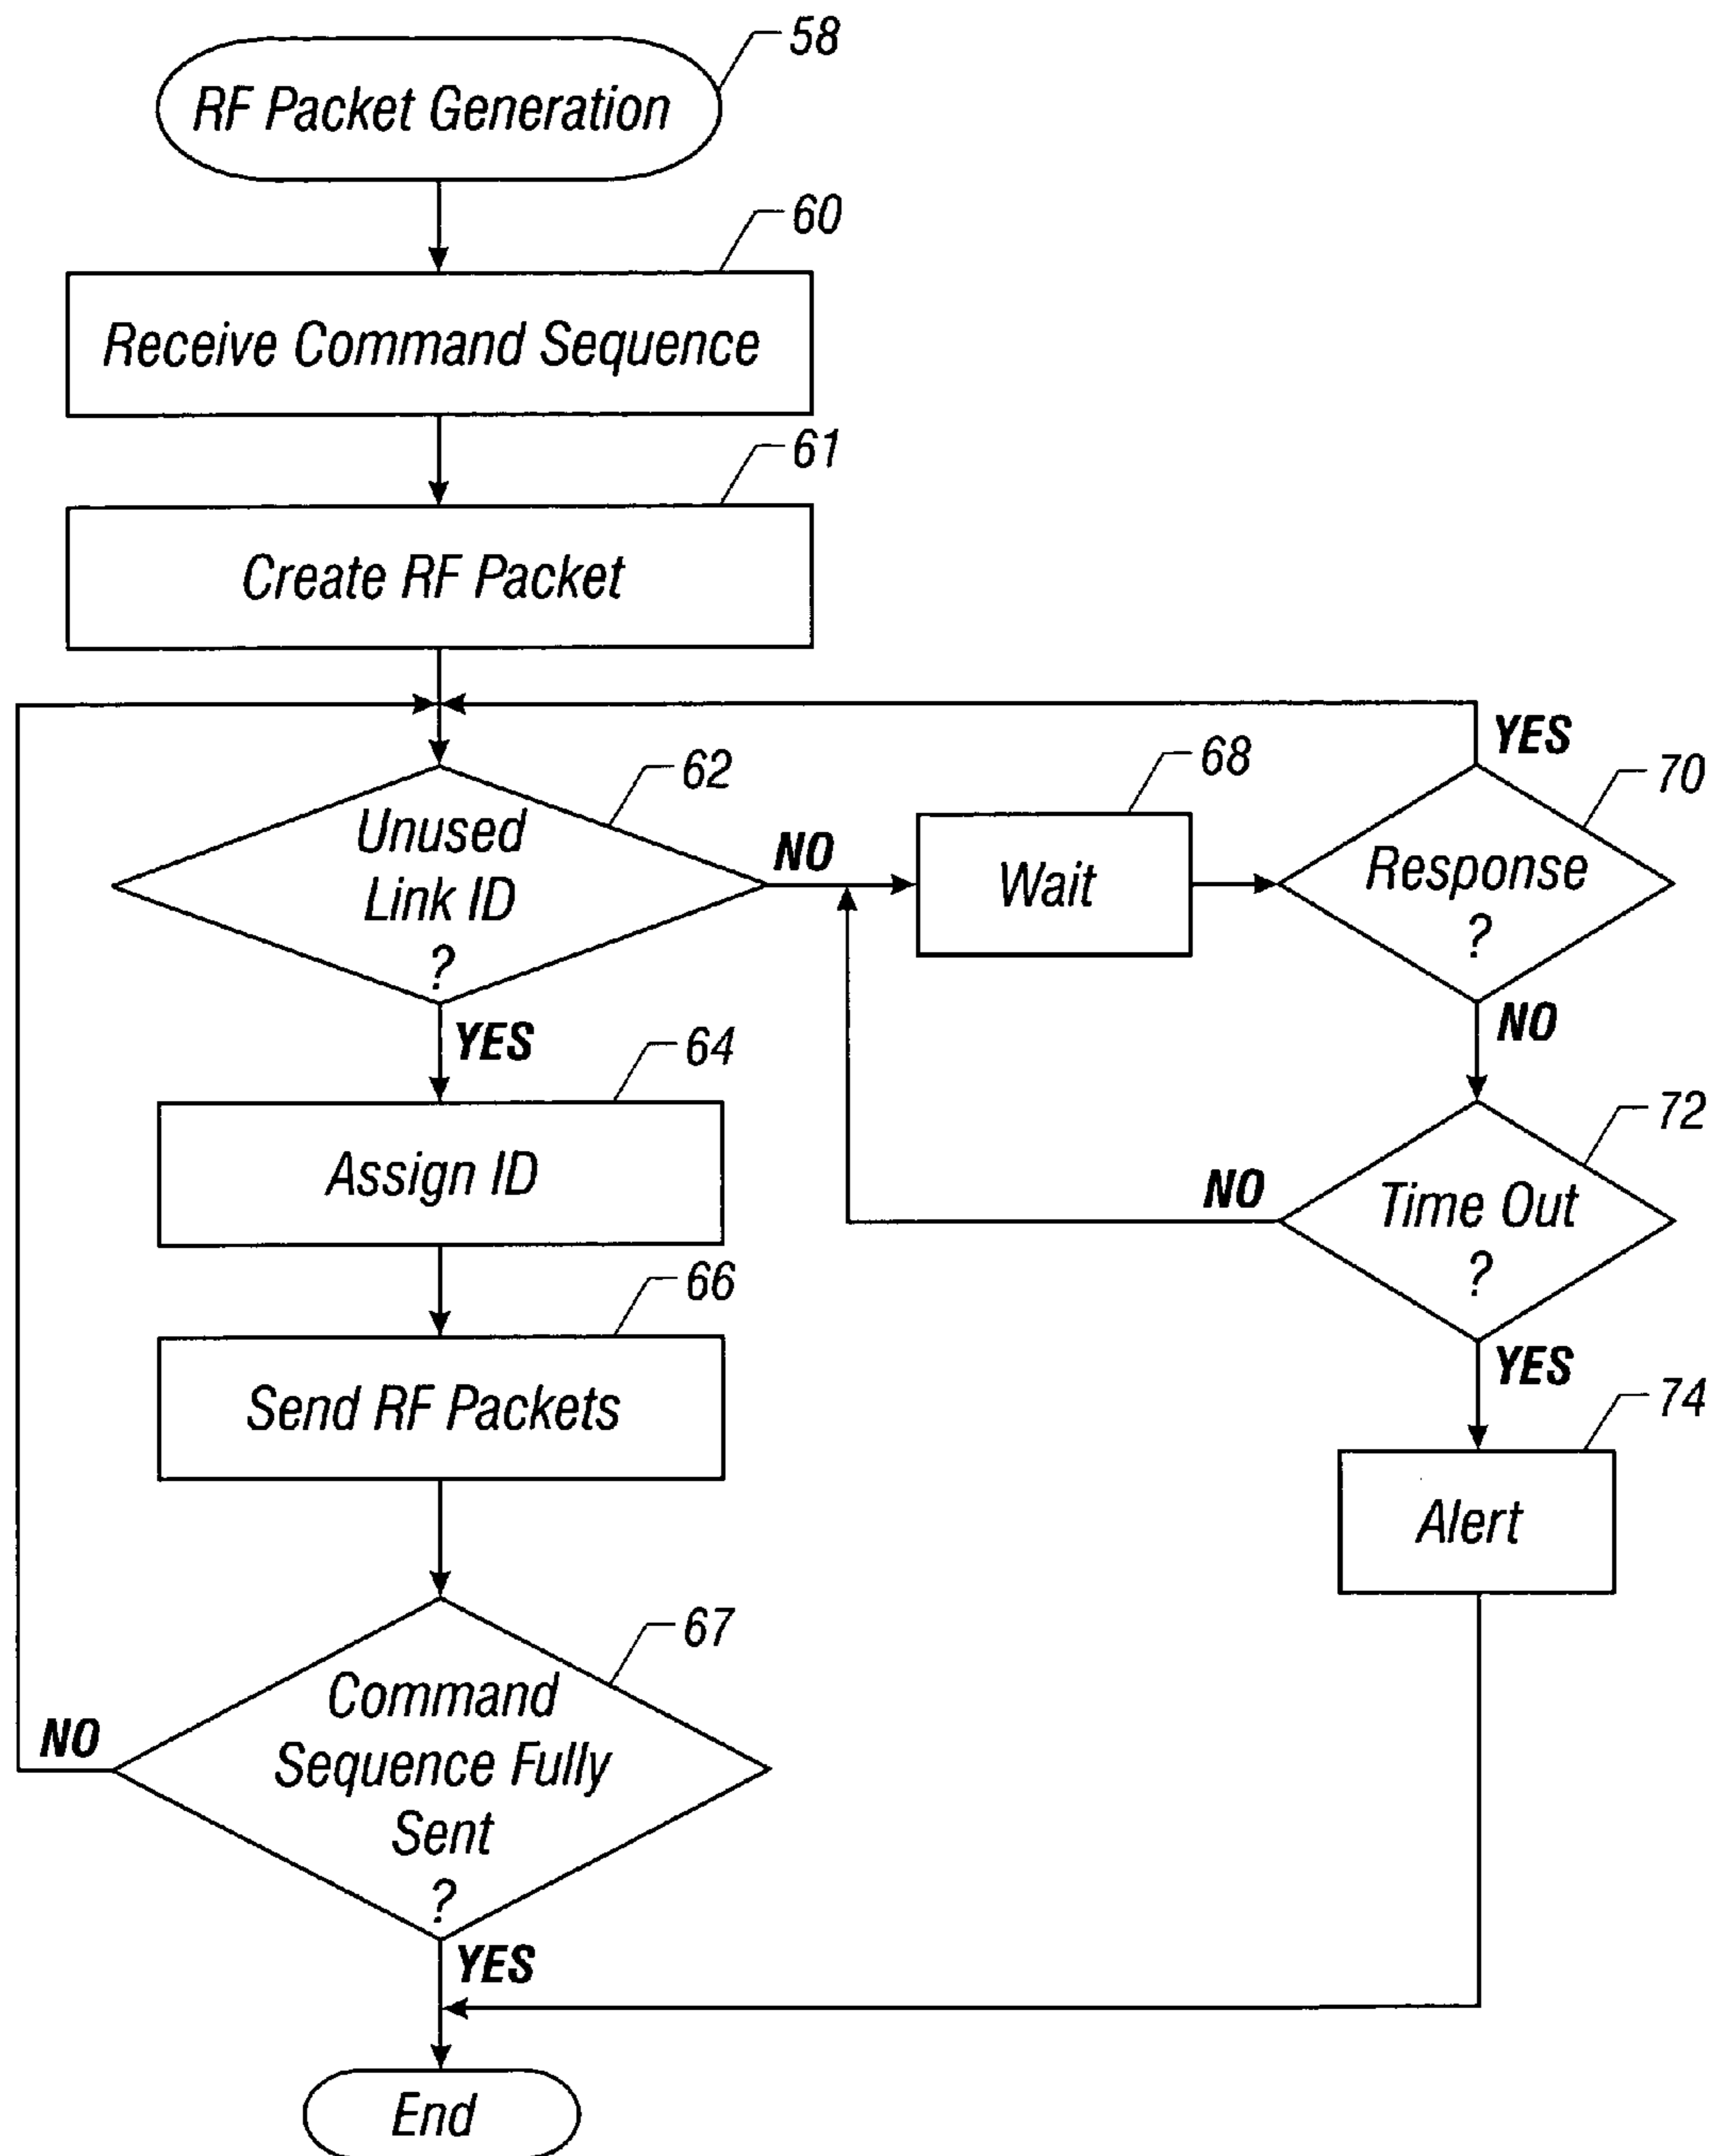 RF Packet Generation
58
Receive Command Sequence
60
Create RF Packet
61
Unused
Link ID
?
62
NO
YES
Wait
68
Response
?
70
YES
NO
Assign ID
64
Time Out
?
72
NO
YES
Send RF Packets
66
Alert
74
Command
Sequence Fully
Sent
?
67
NO
YES
End